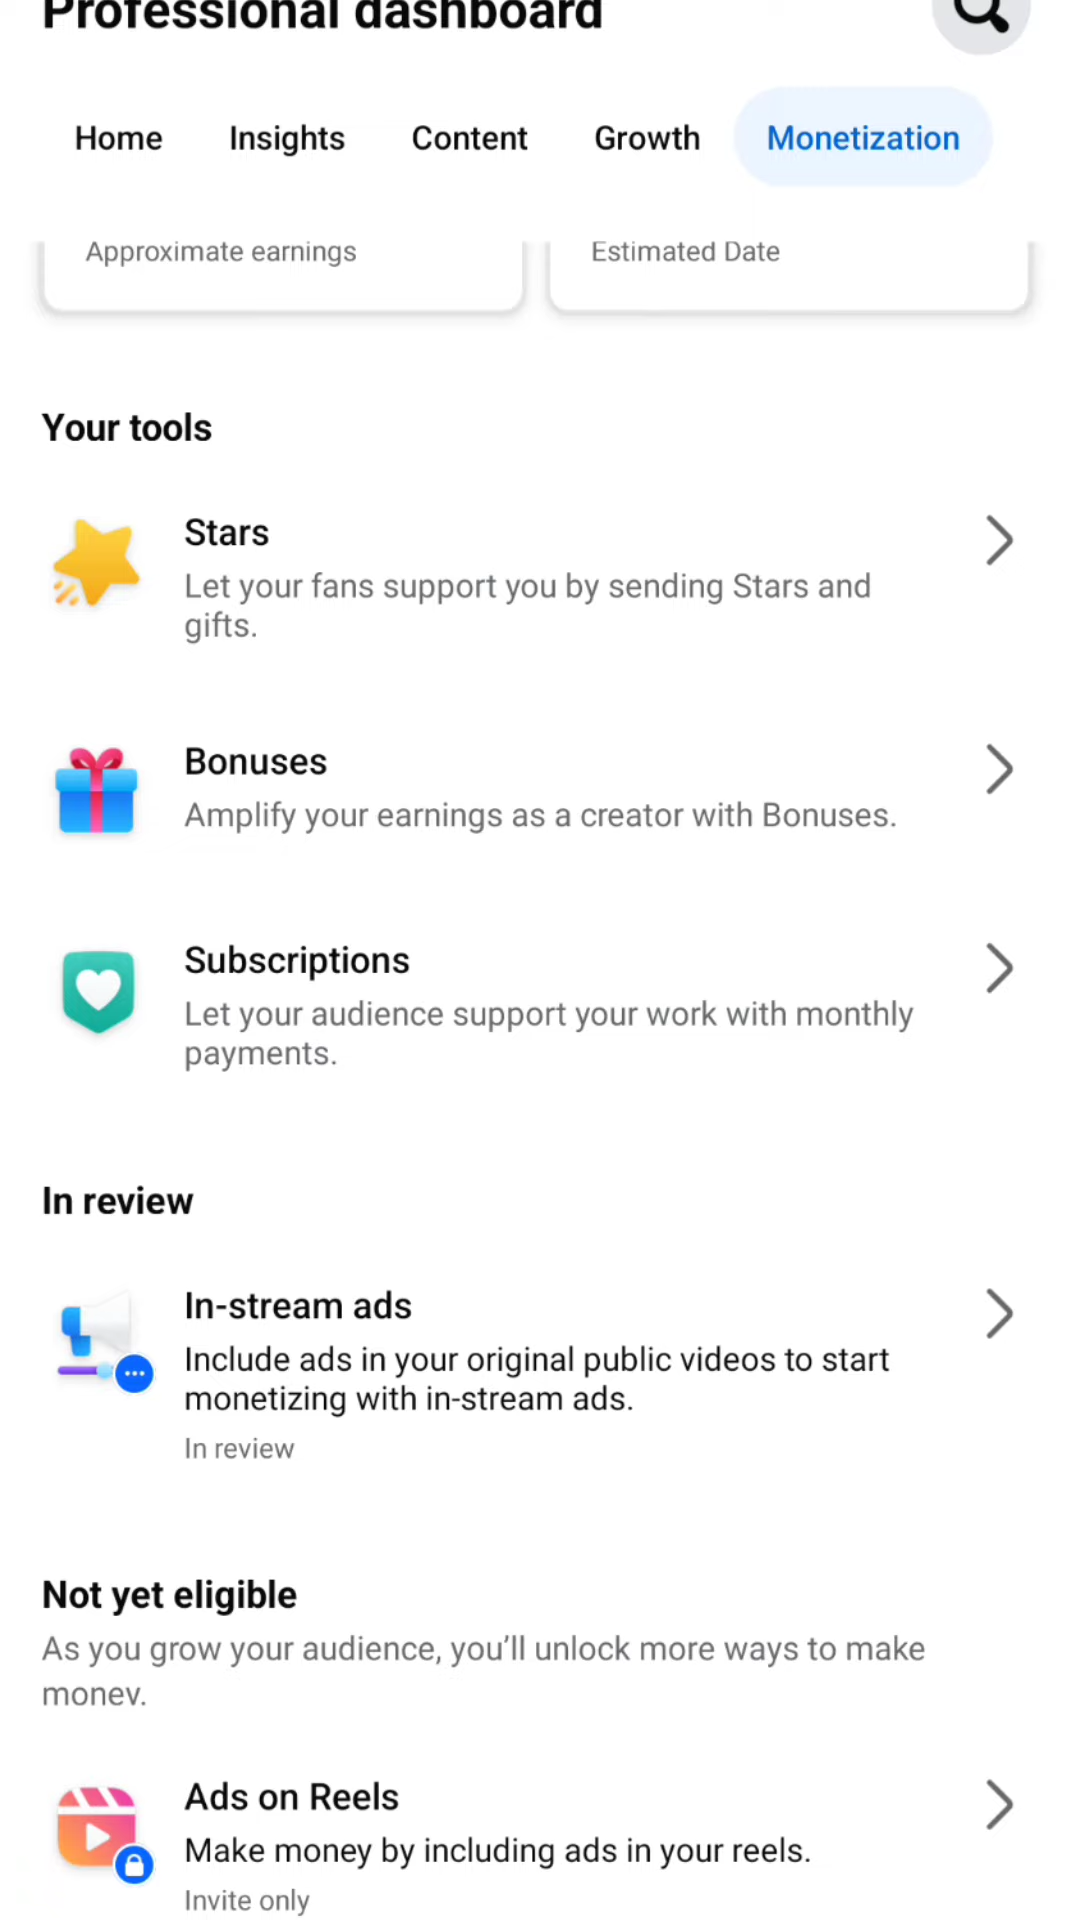 Professional dashboard
Home Insights Content Growth Monetization
Approximate earnings Estimated Date
Your tools
Stars
Let your fans support you by sending Stars and
gifts.
Bonuses
Amplify your earnings as a creator with Bonuses.
Subscriptions
Let your audience support your work with monthly
payments.
In review
In-stream ads
Include ads in your original public videos to start
monetizing with in-stream ads.
In review
Not yet eligible
As you grow your audience, you’ll unlock more ways to make
money.
Ads on Reels
Make money by including ads in your reels.
Invite only